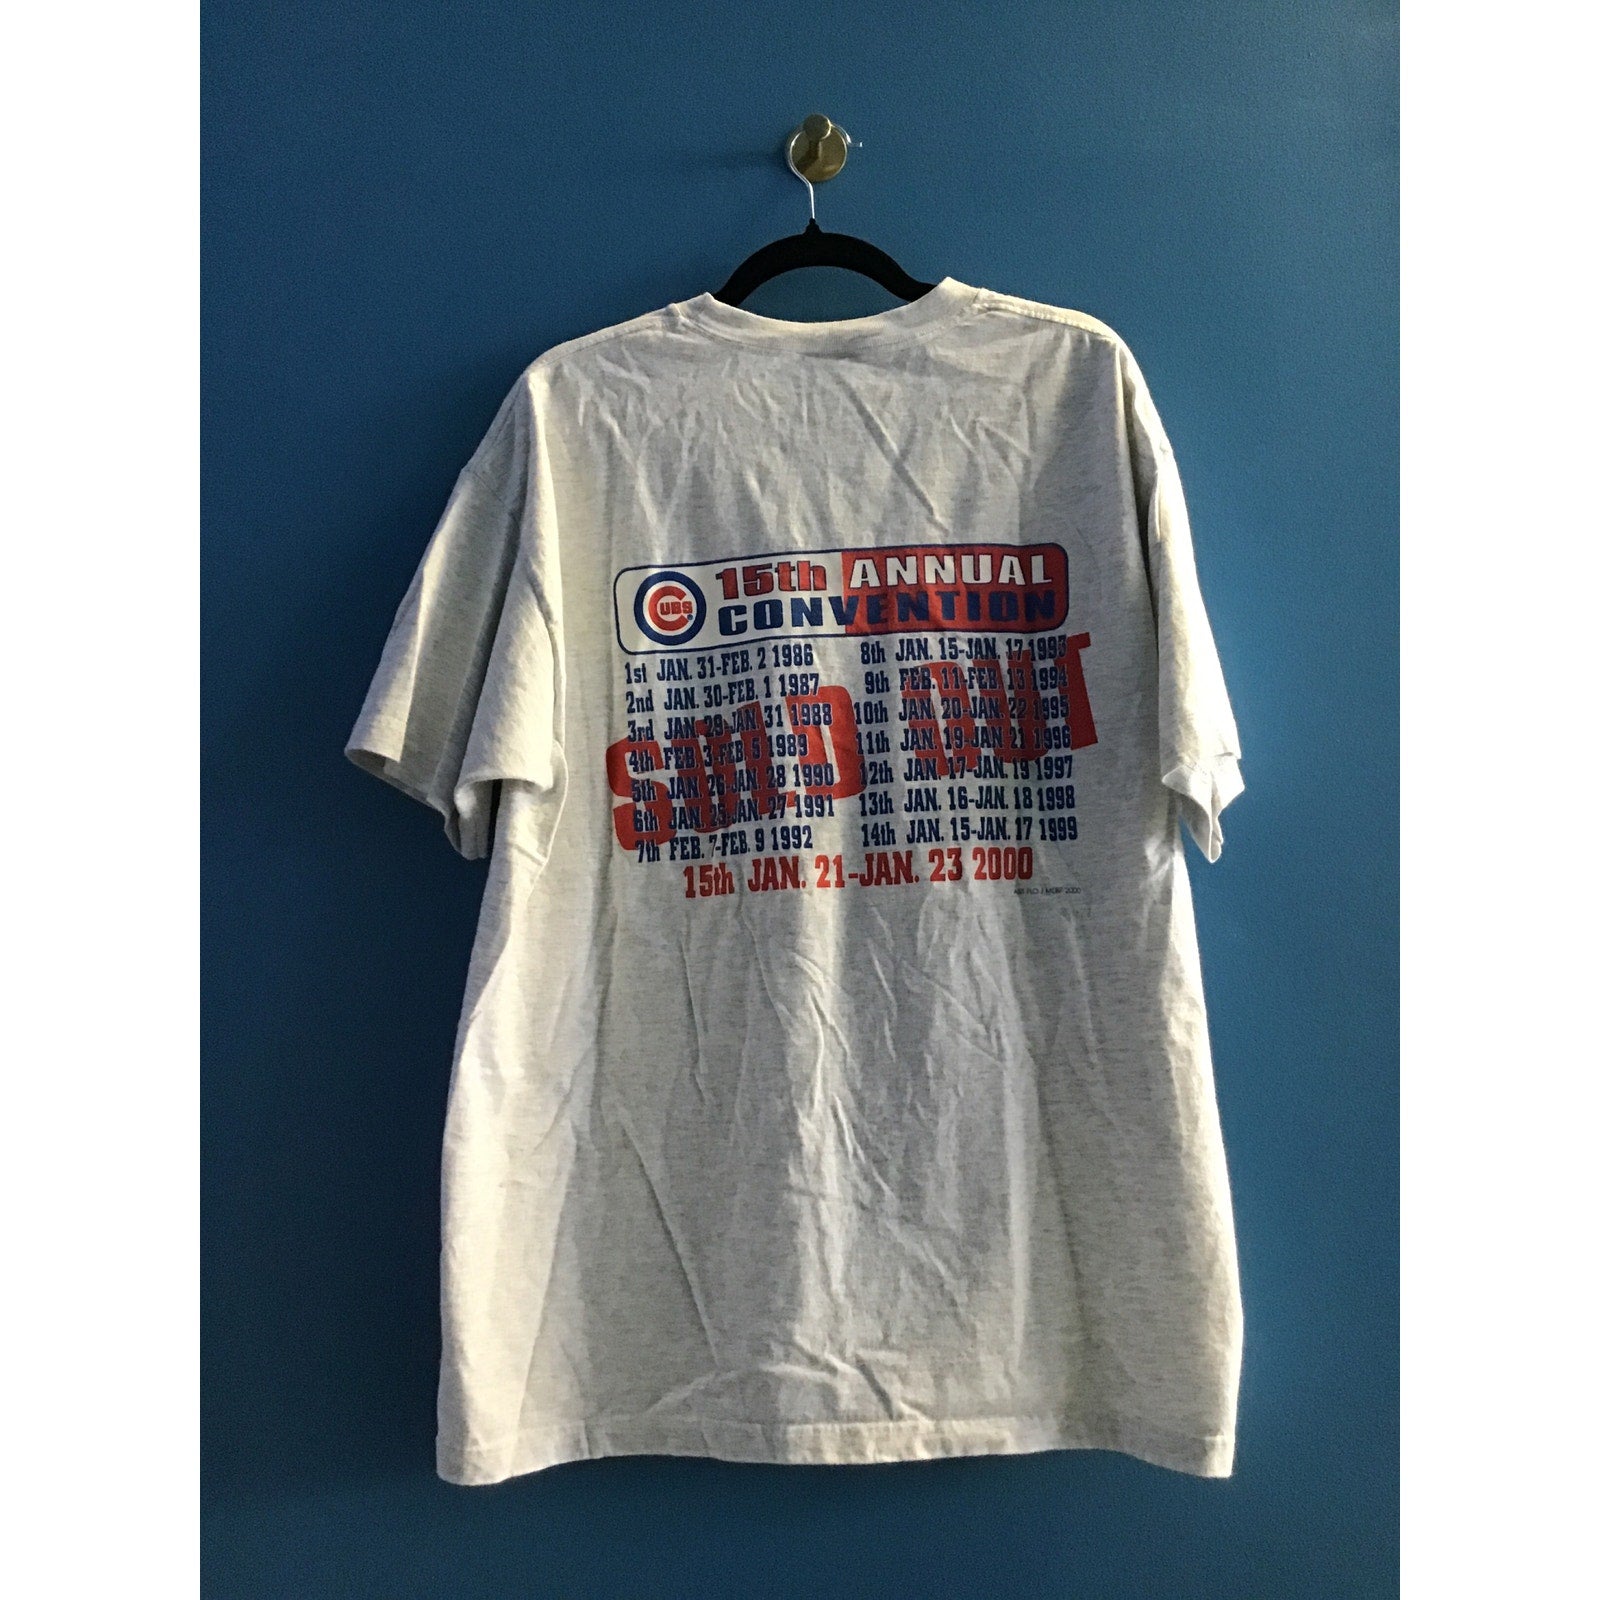 CUBS
15th ANNUAL
CONVENTION
1st JAN. 31-FEB. 2 1986
2nd JAN. 30-FEB. 1 1987
3rd JAN. 29-JAN. 31 1988
4th FEB. 3-FEB. 5 1989
5th JAN. 26-JAN. 28 1990
6th JAN. 25-JAN. 27 1991
7th FEB. 7-FEB. 9 1992
8th JAN. 15-JAN. 17 1993
9th FEB. 11-FEB. 13 1994
10th JAN. 20-JAN. 22 1995
11th JAN. 19-JAN 21 1996
12th JAN. 17-JAN. 19 1997
13th JAN. 16-JAN. 18 1998
14th JAN. 15-JAN. 17 1999
SOLD OUT
15th JAN. 21-JAN. 23 2000
2000